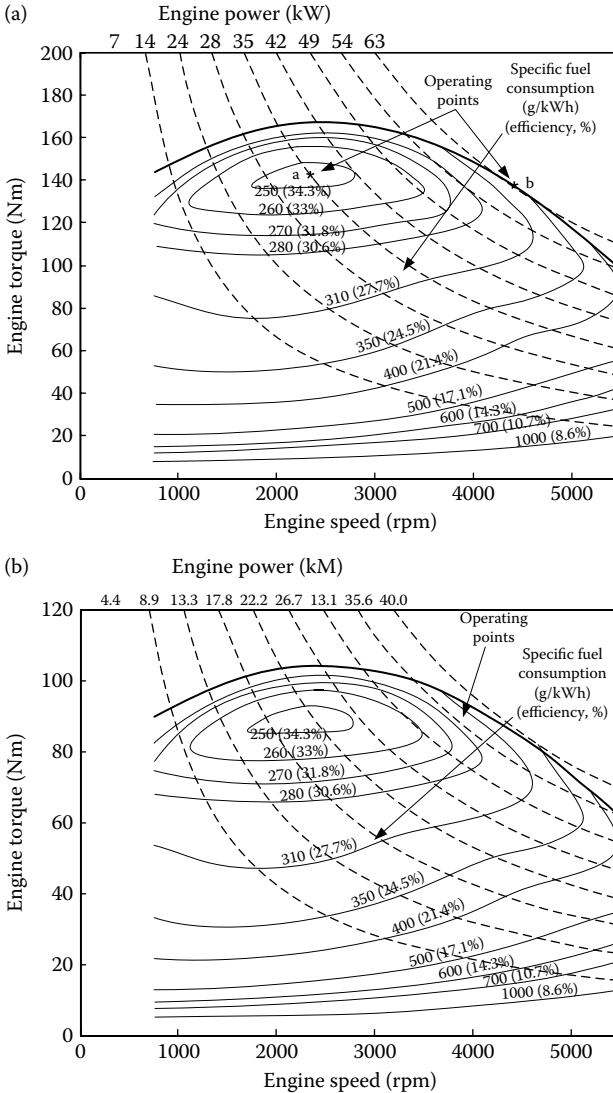 (a)
Engine power (kW)
7 14 24 28 35 42 49 54 63
Operating points
Specific fuel consumption (g/kWh) (efficiency, %)
200
180
160
140
120
100
80
60
40
20
0
Engine torque (Nm)
a
b
250 (34.3%)
260 (33%)
270 (31.8%)
280 (30.6%)
310 (27.7%)
350 (24.5%)
400 (21.4%)
500 (17.1%)
600 (14.3%)
700 (10.7%)
1000 (8.6%)
0 1000 2000 3000 4000 5000
Engine speed (rpm)
(b)
Engine power (kM)
4.4 8.9 13.3 17.8 22.2 26.7 13.1 35.6 40.0
Operating points
Specific fuel consumption (g/kWh) (efficiency, %)
120
100
80
60
40
20
0
Engine torque (Nm)
250 (34.3%)
260 (33%)
270 (31.8%)
280 (30.6%)
310 (27.7%)
350 (24.5%)
400 (21.4%)
500 (17.1%)
600 (14.3%)
700 (10.7%)
1000 (8.6%)
0 1000 2000 3000 4000 5000
Engine speed (rpm)